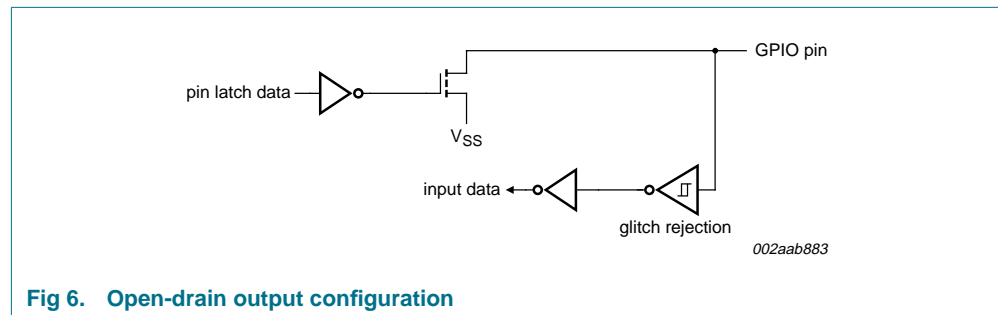 GPIO pin
pin latch data
VSS
input data
glitch rejection
002aab883
Fig 6. Open-drain output configuration